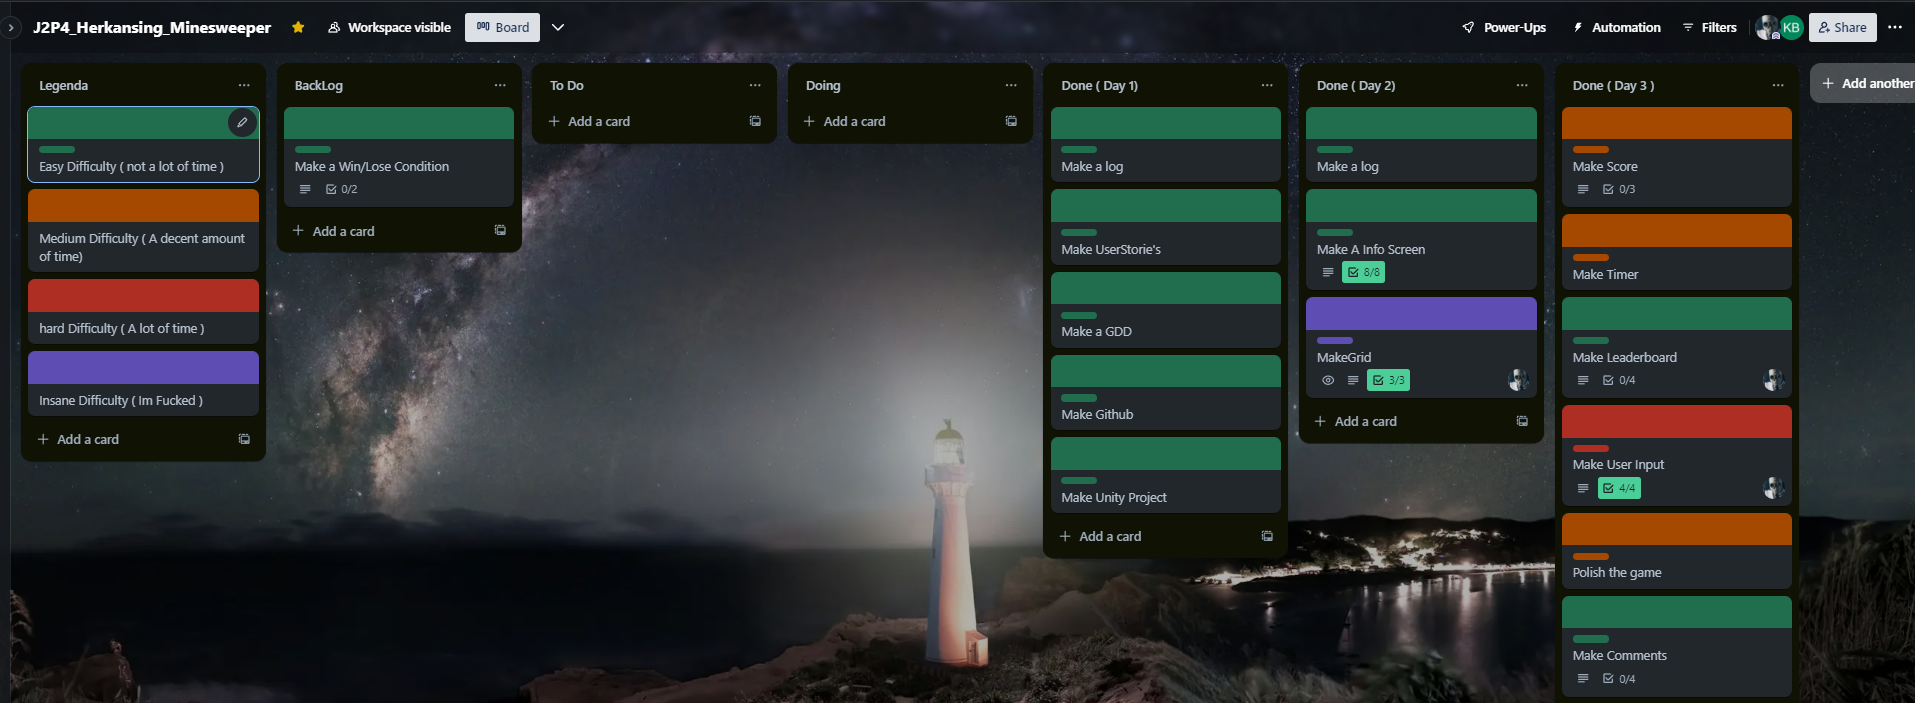 J2P4_Herkansing_Minesweeper
Workspace visible
Board
Power-Ups
Automation
Filters
KB
Share
Legenda
Easy Difficulty ( not a lot of time )
Medium Difficulty ( A decent amount
of time)
hard Difficulty ( A lot of time )
Insane Difficulty ( Im Fucked )
Add a card
BackLog
Make a Win/Lose Condition
0/2
Add a card
To Do
Add a card
Doing
Add a card
Done ( Day 1)
Make a log
Make UserStorie's
Make a GDD
Make Github
Make Unity Project
Add a card
Done ( Day 2)
Make a log
Make A Info Screen
8/8
MakeGrid
3/3
Add a card
Done ( Day 3 )
Make Score
0/3
Make Timer
Make Leaderboard
0/4
Make User Input
4/4
Polish the game
Make Comments
0/4
Add another